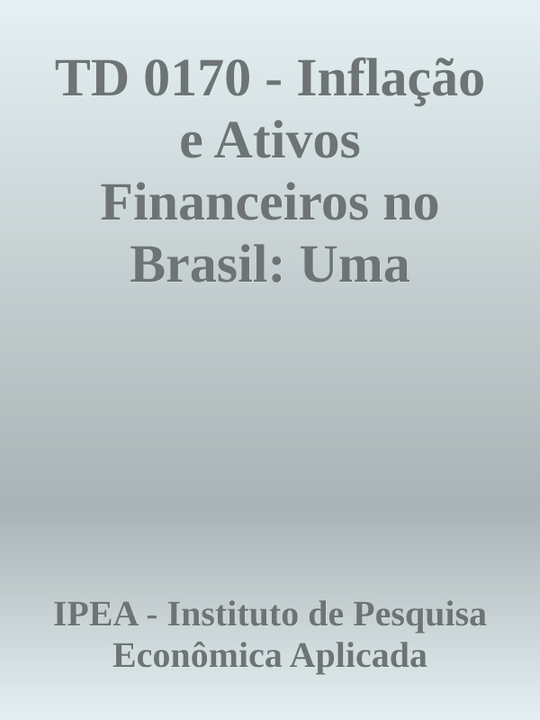 TD 0170 - Inflação
e Ativos
Financeiros no
Brasil: Uma
IPEA - Instituto de Pesquisa
Econômica Aplicada